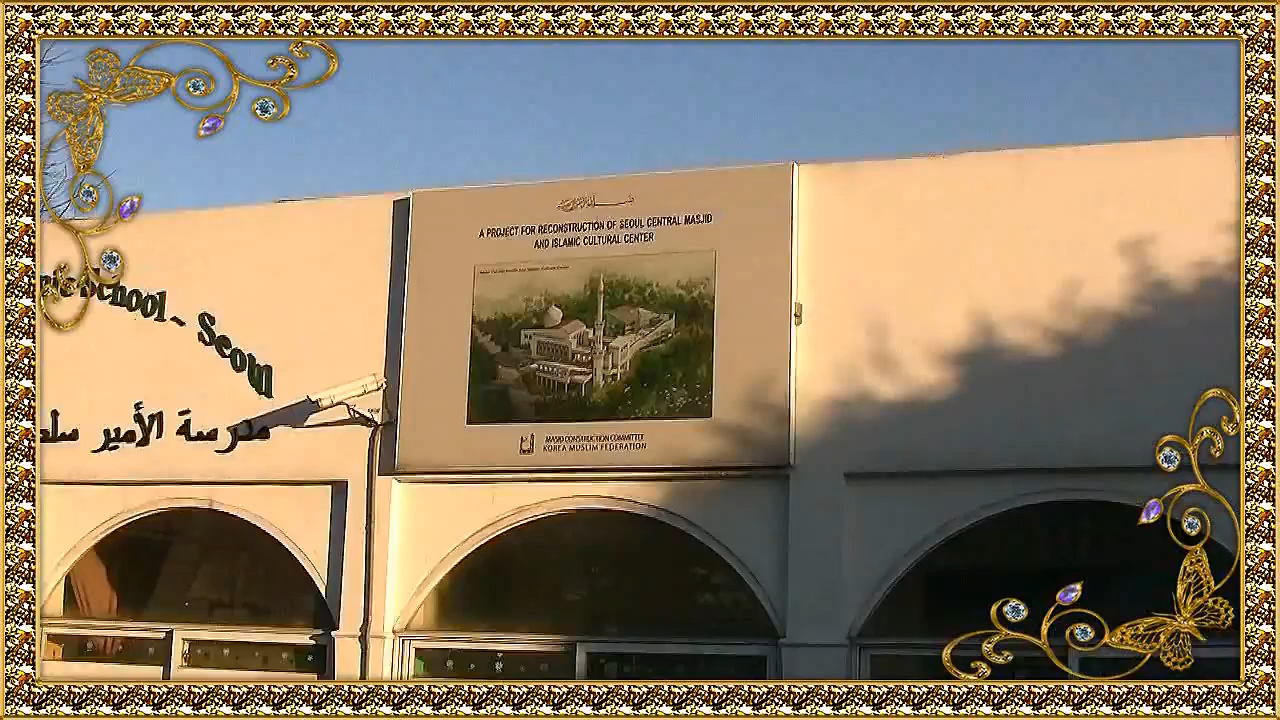 School - Seoul
مدرسة الأمير سلـ
A PROJECT FOR RECONSTRUCTION OF SEOUL CENTRAL MASJID
AND ISLAMIC CULTURAL CENTER
MASJID CONSTRUCTION COMMITTEE
KOREA MUSLIM FEDERATION